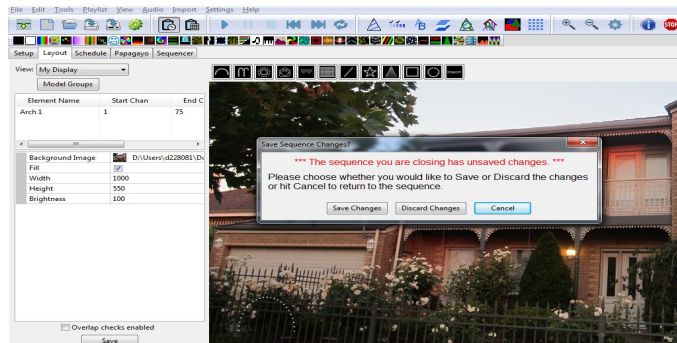 File Edit Tools Playlist View Audio Import Settings Help
STOP
Setup Layout Schedule Papagayo Sequencer
View: My Display
Model Groups
import
Element Name Start Chan End C
Arch 1 1 75
Save Sequence Changes?
*** The sequence you are closing has unsaved changes. ***
Please choose whether you would like to Save or Discard the changes
or hit Cancel to return to the sequence.
Save Changes Discard Changes Cancel
Background Image D:\Users\d228081\De
Fill
Width 1000
Height 550
Brightness 100
Overlap checks enabled
Save